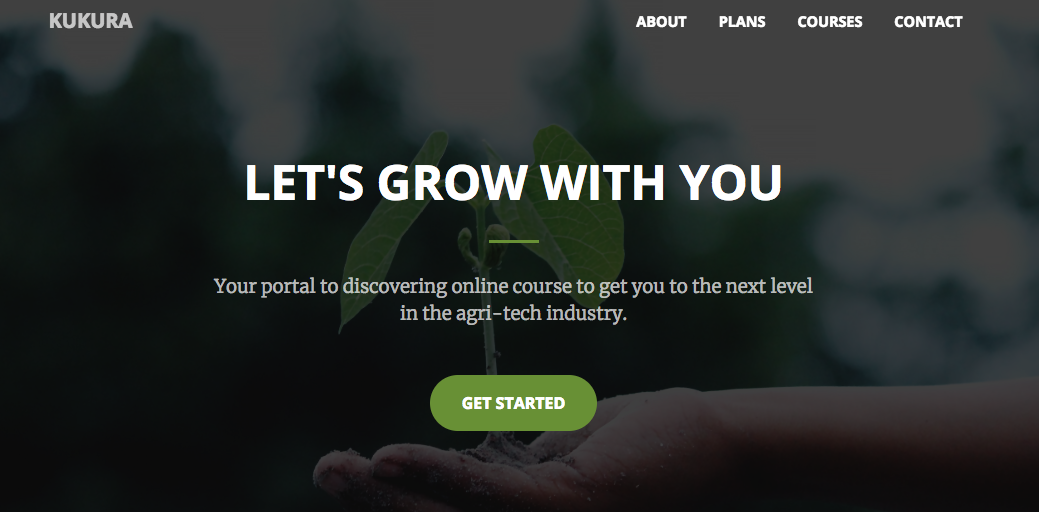 KUKURA
ABOUT PLANS COURSES CONTACT
LET'S GROW WITH YOU
Your portal to discovering online course to get you to the next level
in the agri-tech industry.
GET STARTED